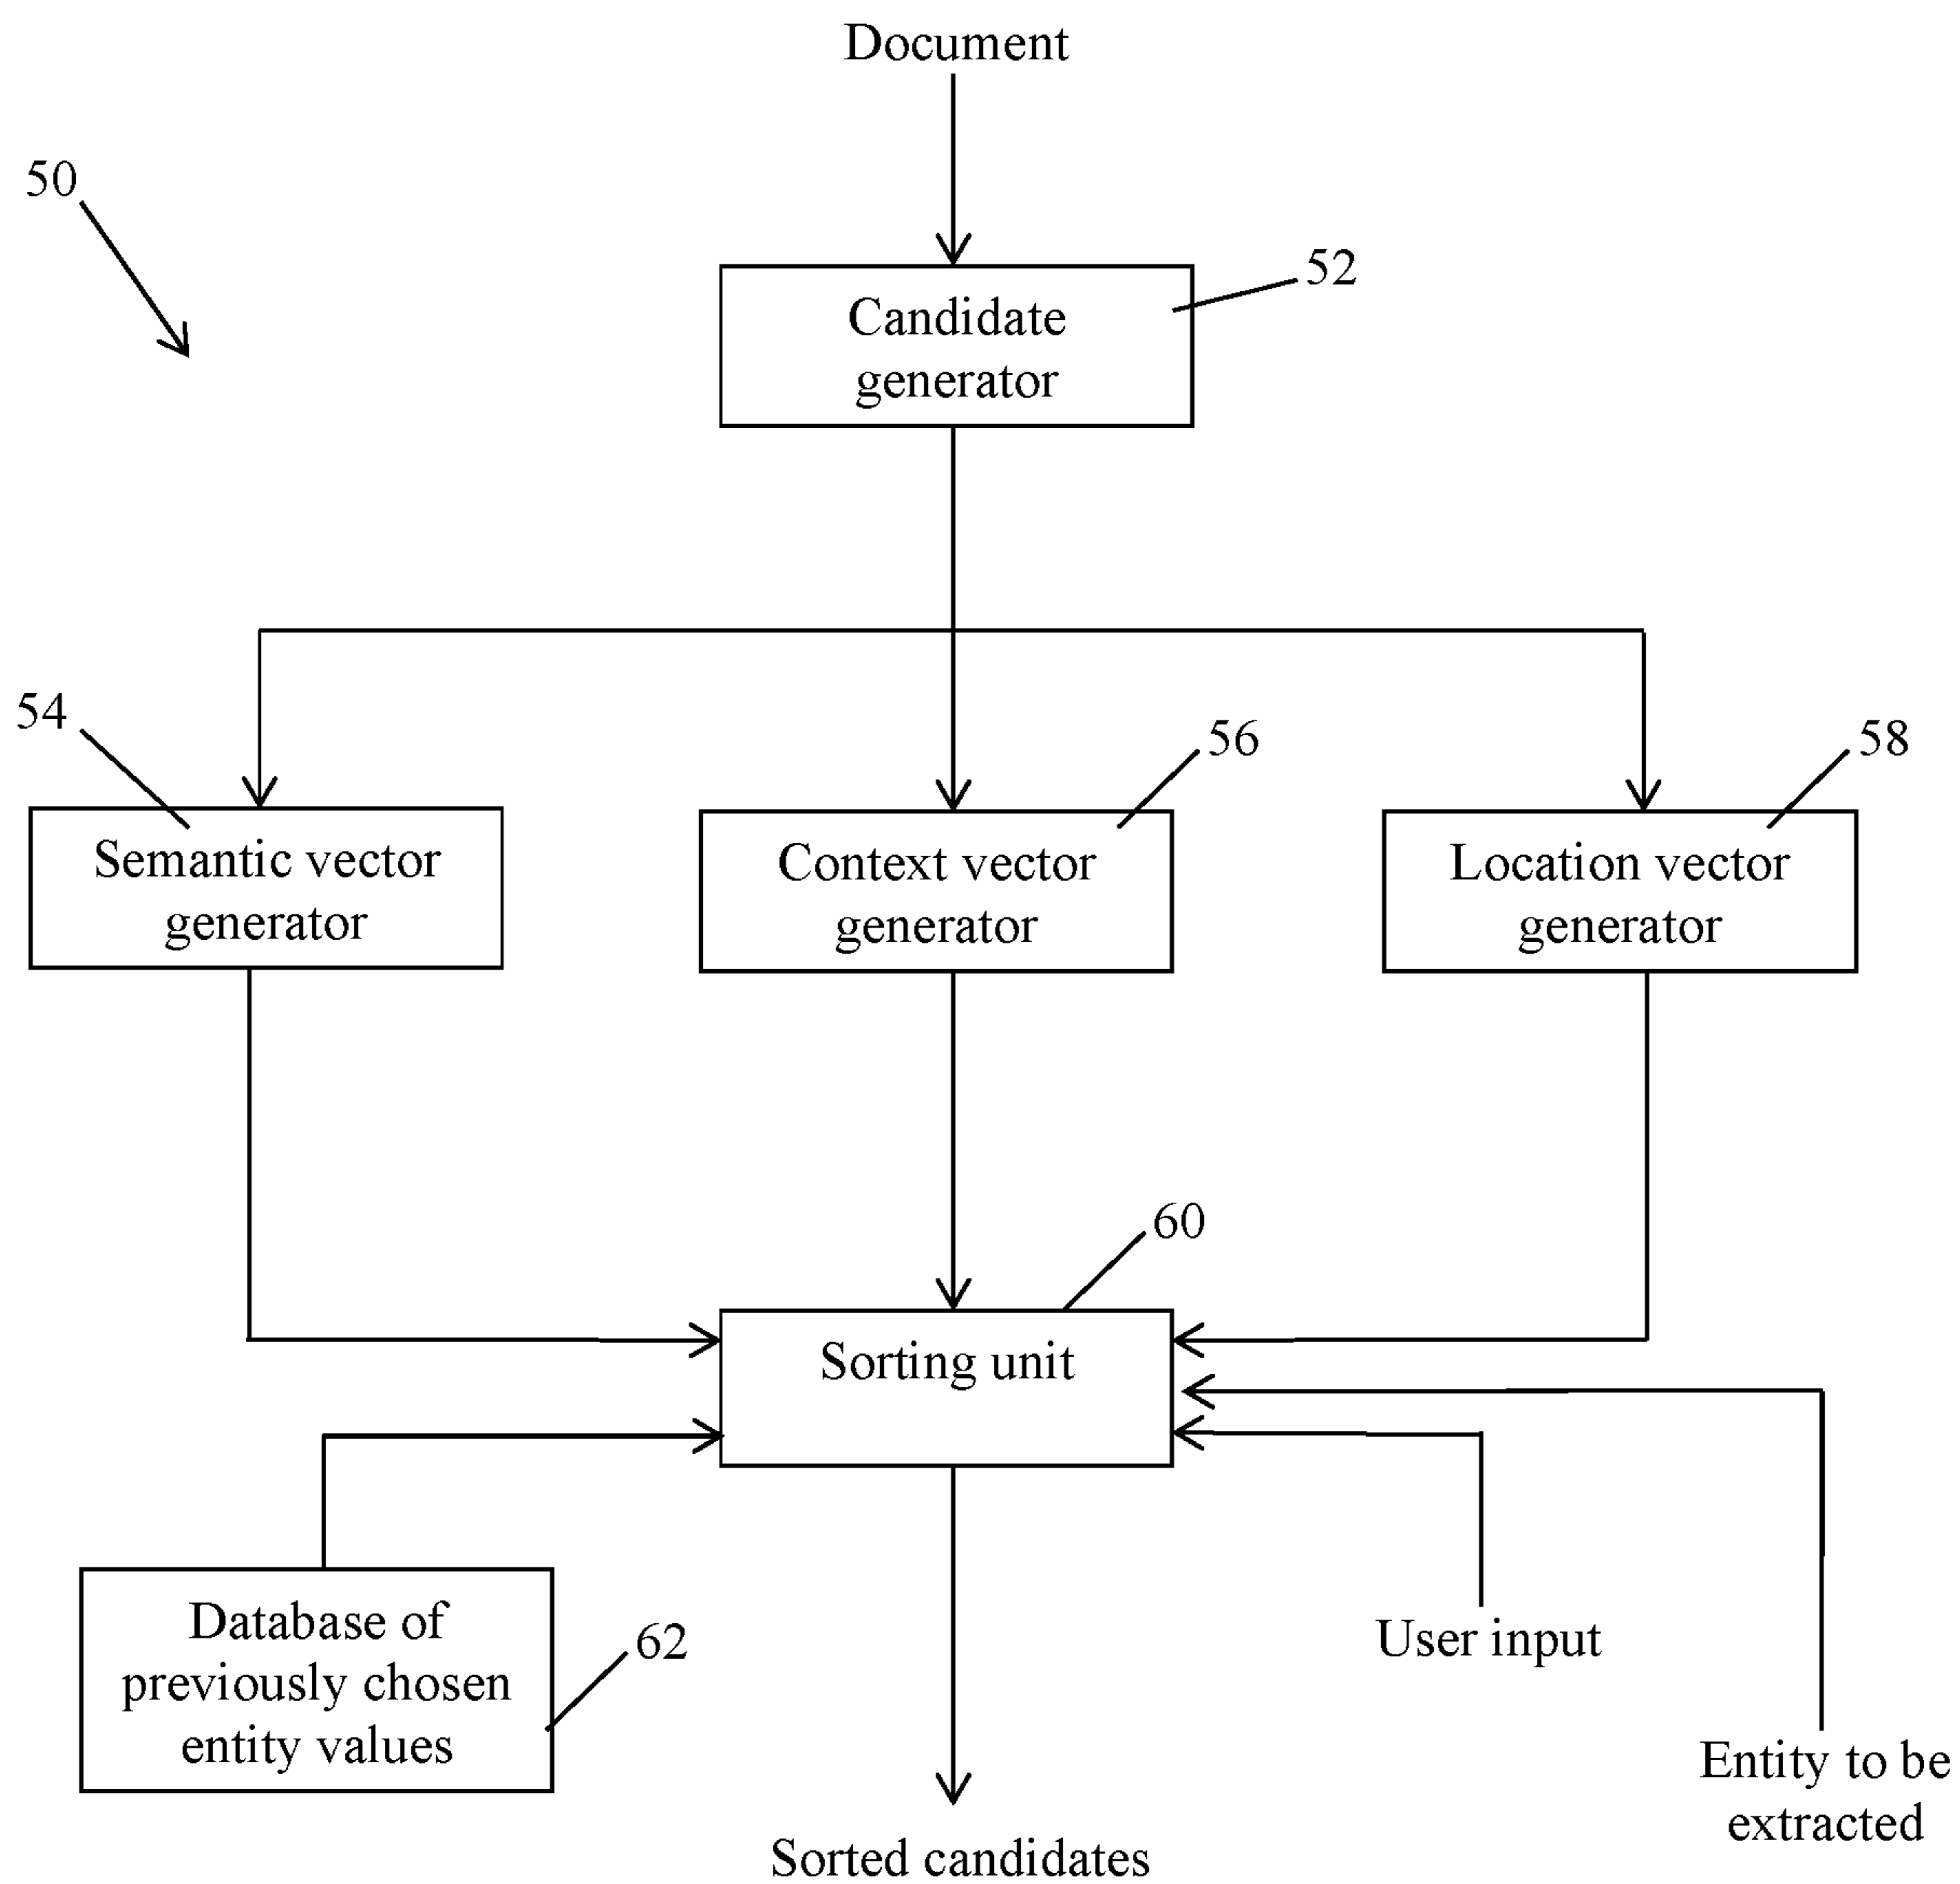 Document
50
52
Candidate
generator
54
56
58
Semantic vector
generator
Context vector
generator
Location vector
generator
60
Sorting unit
Database of
previously chosen
entity values
62
User input
Entity to be
extracted
Sorted candidates